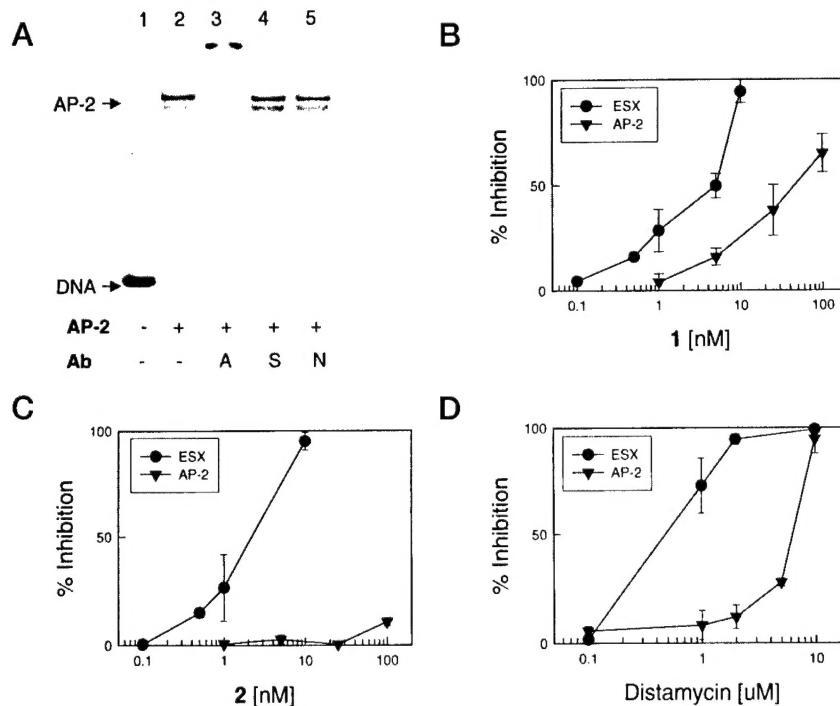 A
1 2 3 4 5
AP-2
DNA
AP-2 - + + + +
Ab - - A S N
B
100
50
0
% Inhibition
ESX
AP-2
0.1 1 10 100
1 [nM]
C
100
50
0
% Inhibition
ESX
AP-2
0.1 1 10 100
2 [nM]
D
100
50
0
% Inhibition
ESX
AP-2
0.1 1 10
Distamycin [uM]